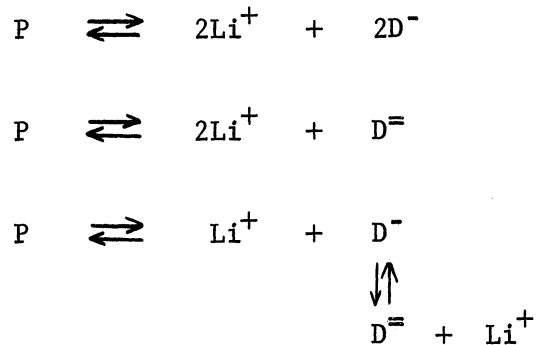 P ⇌ 2Li⁺ + 2D⁻
P ⇌ 2Li⁺ + D⁼
P ⇌ Li⁺ + D⁻
⇅
D⁼ + Li⁺